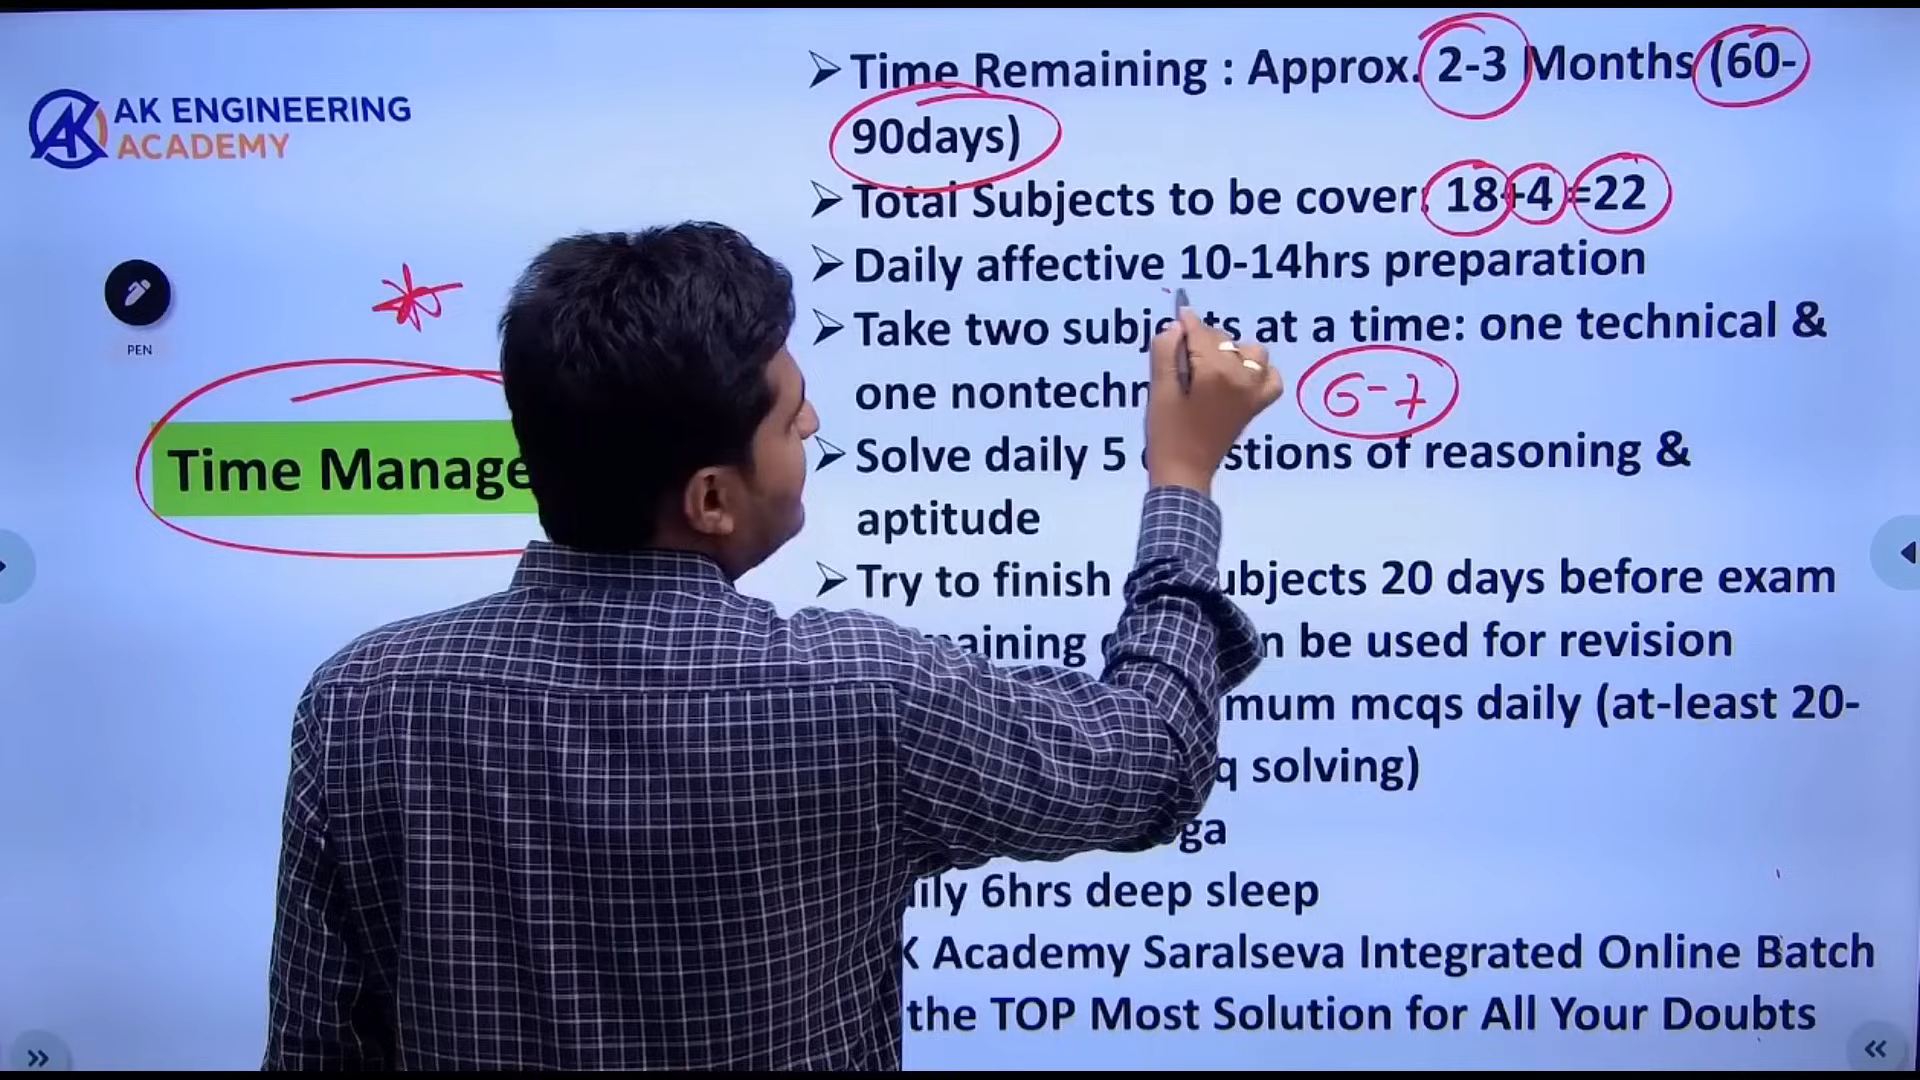 AK ENGINEERING
ACADEMY
PEN
Time Manage
➢ Time Remaining : Approx. 2-3 Months (60-
90days)
➢ Total Subjects to be cover: 18+4 =22
➢ Daily affective 10-14hrs preparation
➢ Take two subjects at a time: one technical &
one nontechn
6-7
➢ Solve daily 5 stions of reasoning &
aptitude
➢ Try to finish ubjects 20 days before exam
aining n be used for revision
mum mcqs daily (at-least 20-
q solving)
ga
ily 6hrs deep sleep
K Academy Saralseva Integrated Online Batch
the TOP Most Solution for All Your Doubts